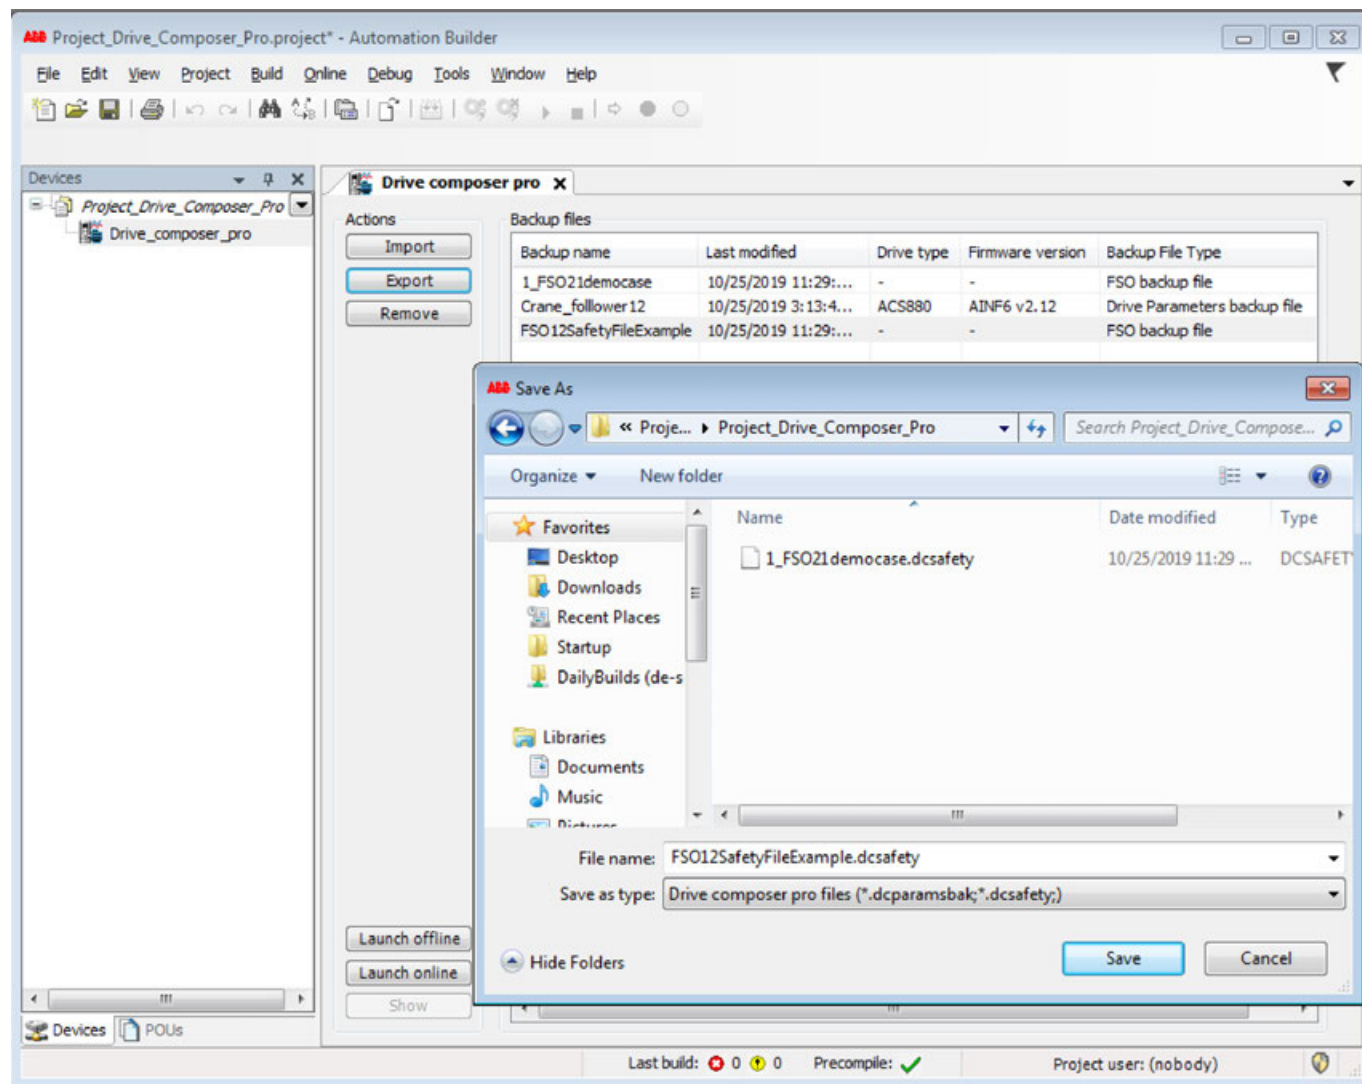 ABB Project_Drive_Composer_Pro.project* - Automation Builder
File Edit View Project Build Online Debug Tools Window Help
Devices
Project_Drive_Composer_Pro
Drive_composer_pro
Drive composer pro
Actions
Import
Export
Remove
Backup files
Backup name Last modified Drive type Firmware version Backup File Type
1_FSO21democase 10/25/2019 11:29:... - - FSO backup file
Crane_folllower12 10/25/2019 3:13:4... ACS880 AINF6 v2.12 Drive Parameters backup file
FSO12SafetyFileExample 10/25/2019 11:29:... - - FSO backup file
ABB Save As
« Proje... Project_Drive_Composer_Pro Search Project_Drive_Compose...
Organize New folder
Favorites
Desktop
Downloads
Recent Places
Startup
DailyBuilds (de-s
Libraries
Documents
Music
Pictures
Name Date modified Type
1_FSO21democase.dcsafety 10/25/2019 11:29 ... DCSAFET
File name: FSO12SafetyFileExample.dcsafety
Save as type: Drive composer pro files (*.dcparamsbak;*.dcsafety;)
Hide Folders Save Cancel
Launch offline
Launch online
Show
Devices POUs
Last build: 0 0 Precompile: Project user: (nobody)